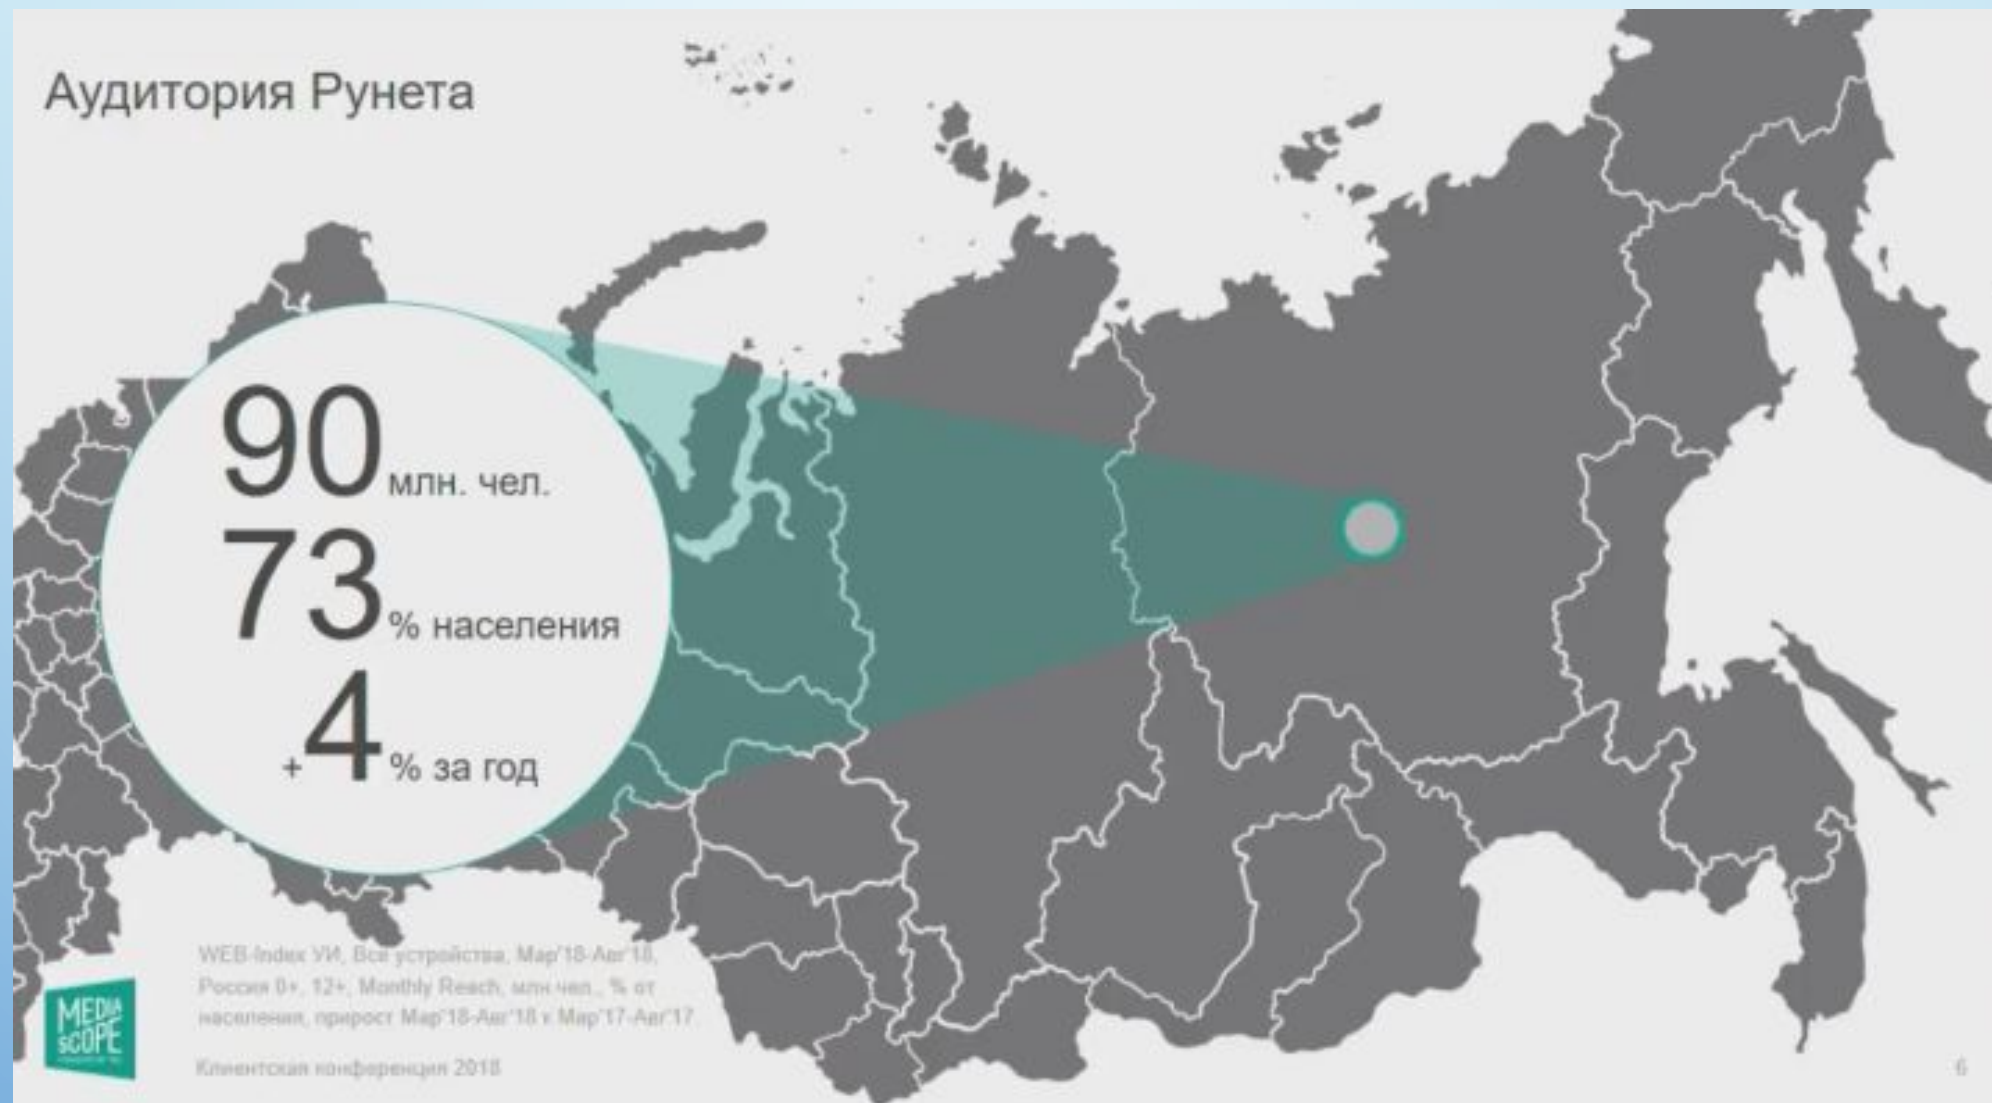 Аудитория Рунета
90 млн. чел.
73 % населения
+4 % за год
WEB-Index УИ, Все устройства, Мар'18-Авг'18,
Россия 0+, 12+, Monthly Reach, млн чел., % от
населения, прирост Мар'18-Авг'18 к Мар'17-Авг'17
MEDIA
SCOPE
Клиентская конференция 2018
6